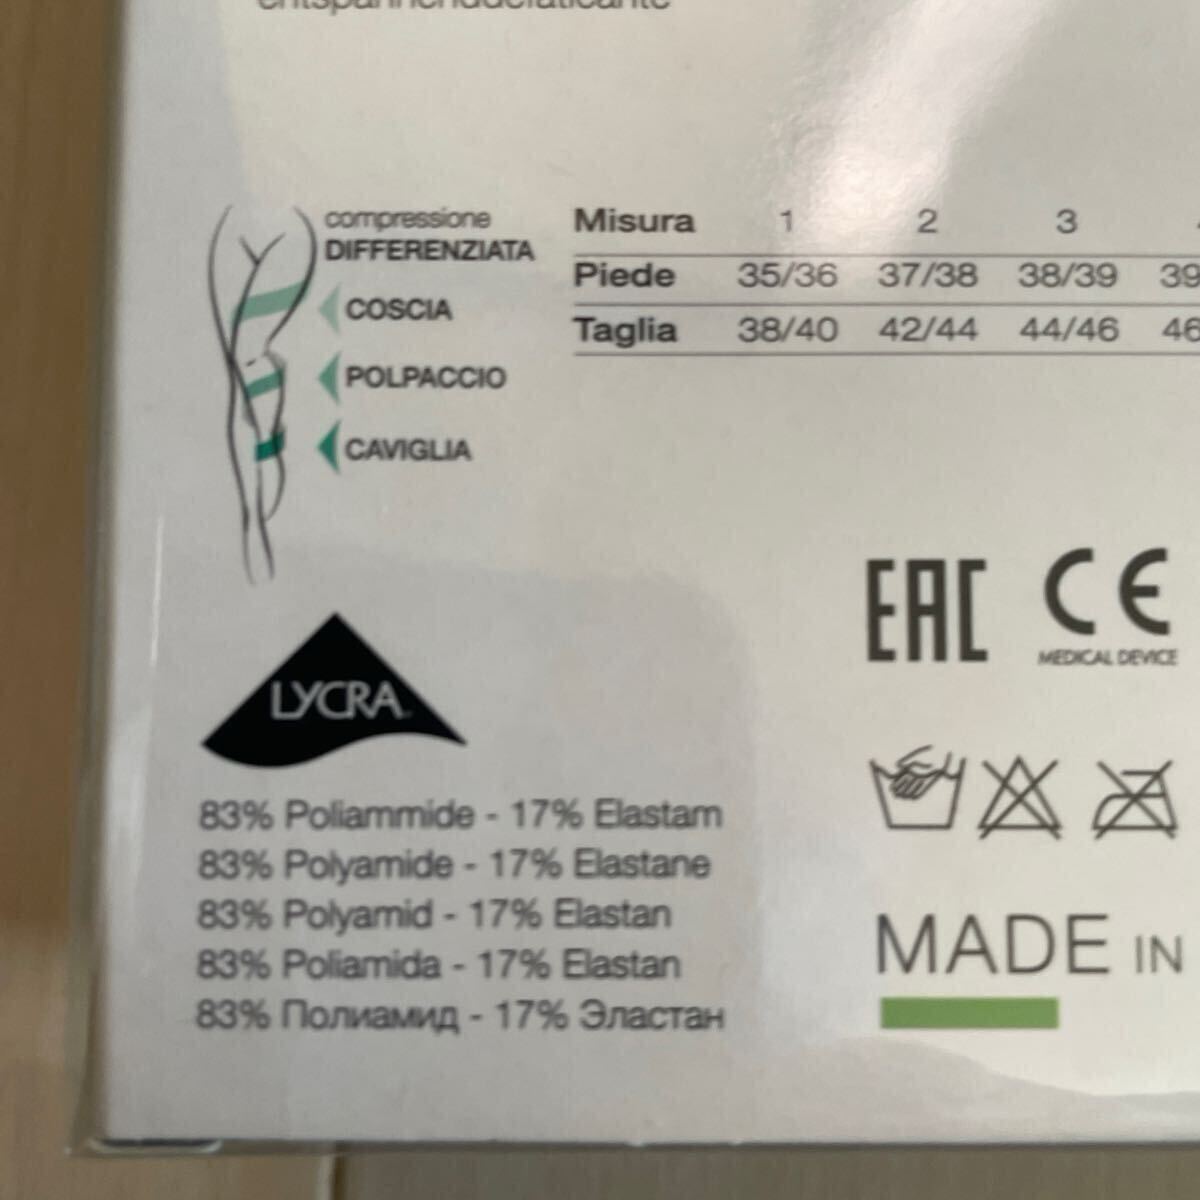 compressione
DIFFERENZIATA
COSCIA
POLPACCIO
CAVIGLIA
Misura 1 2 3
Piede 35/36 37/38 38/39 39
Taglia 38/40 42/44 44/46 46
EAC CE
MEDICAL DEVICE
LYCRA
83% Poliammide - 17% Elastam
83% Polyamide - 17% Elastane
83% Polyamid - 17% Elastan
83% Poliamida - 17% Elastan
83% Полиамид - 17% Эластан
MADE IN